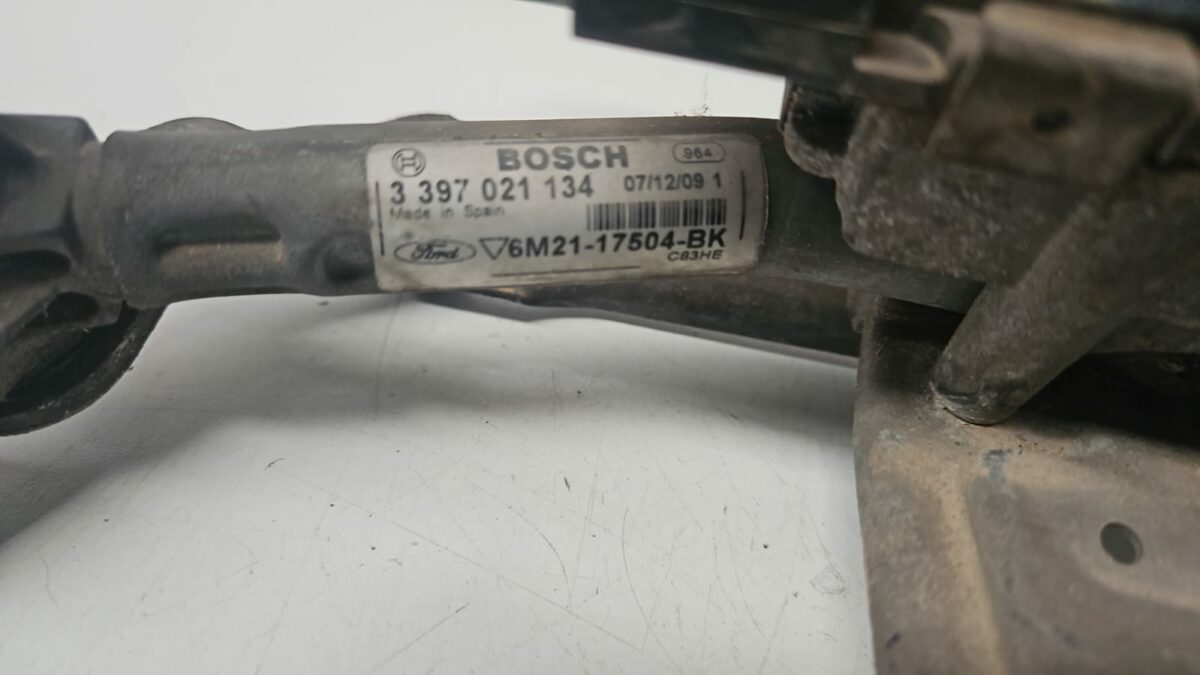 BOSCH 964
3 397 021 134 07/12/09 1
Made in Spain
Ford 6M21-17504-BK
C83HE